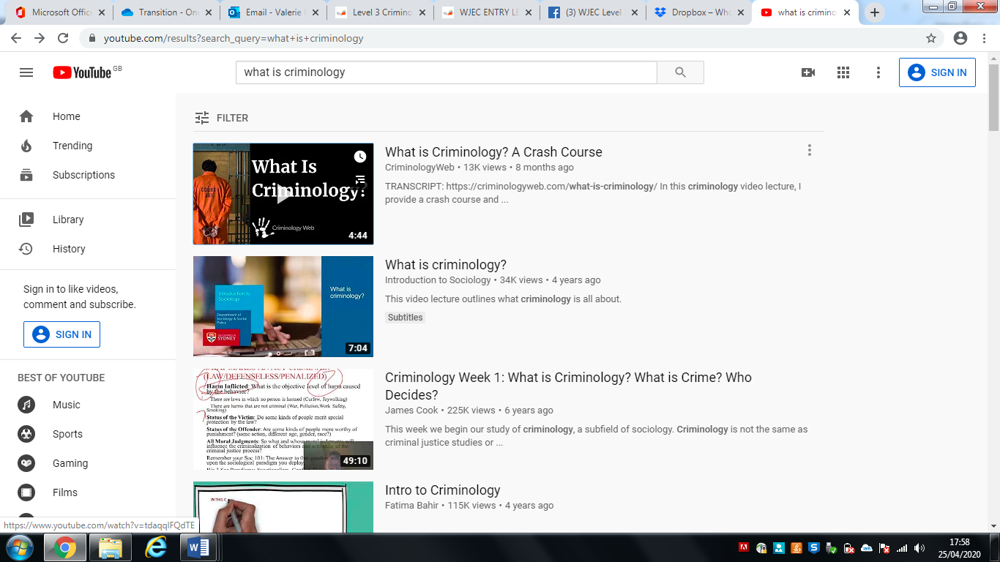 Microsoft Office
Transition - On
Email - Valerie
Level 3 Crimino
WJEC ENTRY LE
(3) WJEC Level
Dropbox – Who
what is crimino
youtube.com/results?search_query=what+is+criminology
YouTube GB
what is criminology
SIGN IN
Home
Trending
Subscriptions
Library
History
Sign in to like videos,
comment and subscribe.
SIGN IN
BEST OF YOUTUBE
Music
Sports
Gaming
Films
FILTER
What Is
Criminology?
Criminology Web
4:44
What is Criminology? A Crash Course
CriminologyWeb • 13K views • 8 months ago
TRANSCRIPT: https://criminologyweb.com/what-is-criminology/ In this criminology video lecture, I
provide a crash course and ...
Introduction to
Sociology
Department of
Sociology & Social
Policy
SYDNEY
What is
criminology?
7:04
What is criminology?
Introduction to Sociology • 34K views • 4 years ago
This video lecture outlines what criminology is all about.
Subtitles
(LAW/DEFENSELESS/PENALIZED)
Harm Inflicted: What is the objective level of harm caused
by the behavior?
There are laws in which no person is harmed (Curfew, Jaywalking)
There are harms that are not criminal (War, Pollution,Work Safety,
Smoking)
Status of the Victim: Do some kinds of people merit special
protection by the law?
Status of the Offender: Are some kinds of people more worthy of
punishment? (same action, different age, gender, race?)
All Moral Judgments: So what and whose moral judgments will
influence the criminalization of behaviors and activation of the
criminal justice process?
Remember your Soc 101: The Answer to this question will
upon the sociological paradigm you deploy
49:10
Criminology Week 1: What is Criminology? What is Crime? Who
Decides?
James Cook • 225K views • 6 years ago
This week we begin our study of criminology, a subfield of sociology. Criminology is not the same as
criminal justice studies or ...
IN THIS C
Intro to Criminology
Fatima Bahir • 115K views • 4 years ago
https://www.youtube.com/watch?v=tdaqqIFQdTE
17:58
25/04/2020